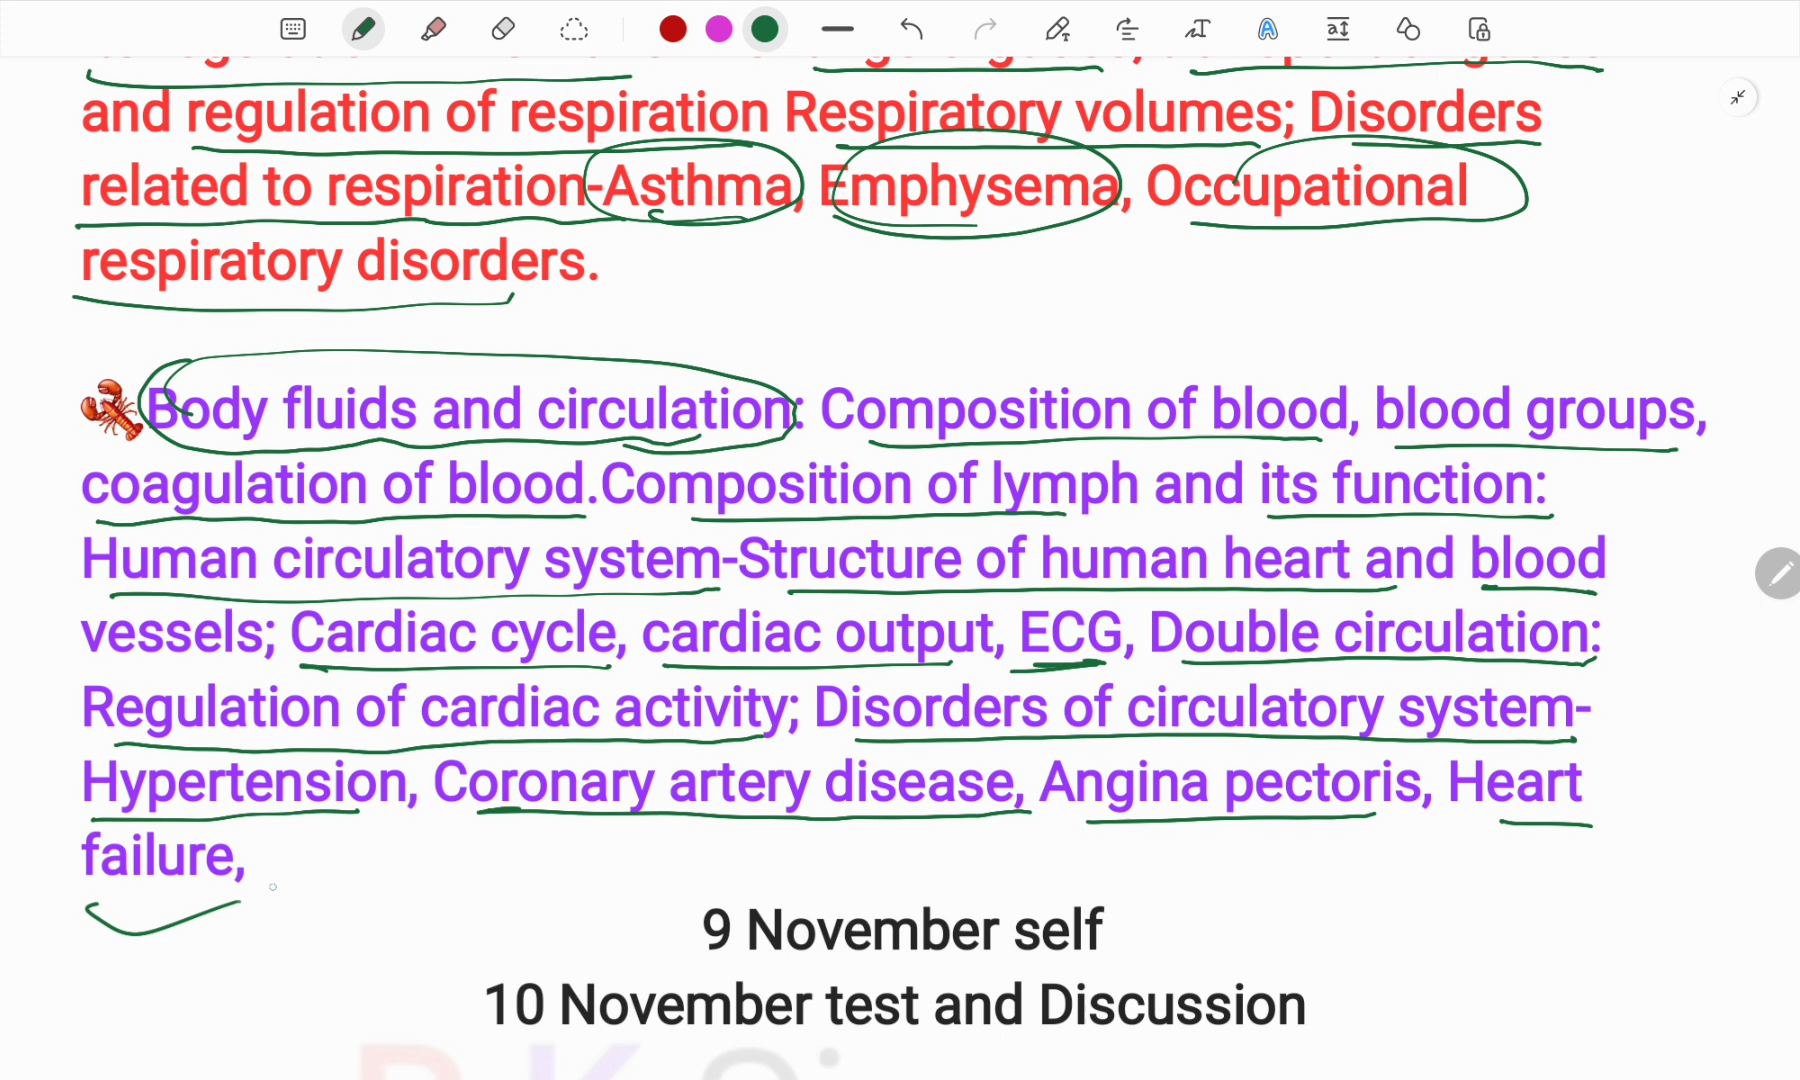 and regulation of respiration Respiratory volumes; Disorders
related to respiration-Asthma, Emphysema, Occupational
respiratory disorders.
🦞Body fluids and circulation: Composition of blood, blood groups,
coagulation of blood.Composition of lymph and its function:
Human circulatory system-Structure of human heart and blood
vessels; Cardiac cycle, cardiac output, ECG, Double circulation:
Regulation of cardiac activity; Disorders of circulatory system-
Hypertension, Coronary artery disease, Angina pectoris, Heart
failure,
9 November self
10 November test and Discussion